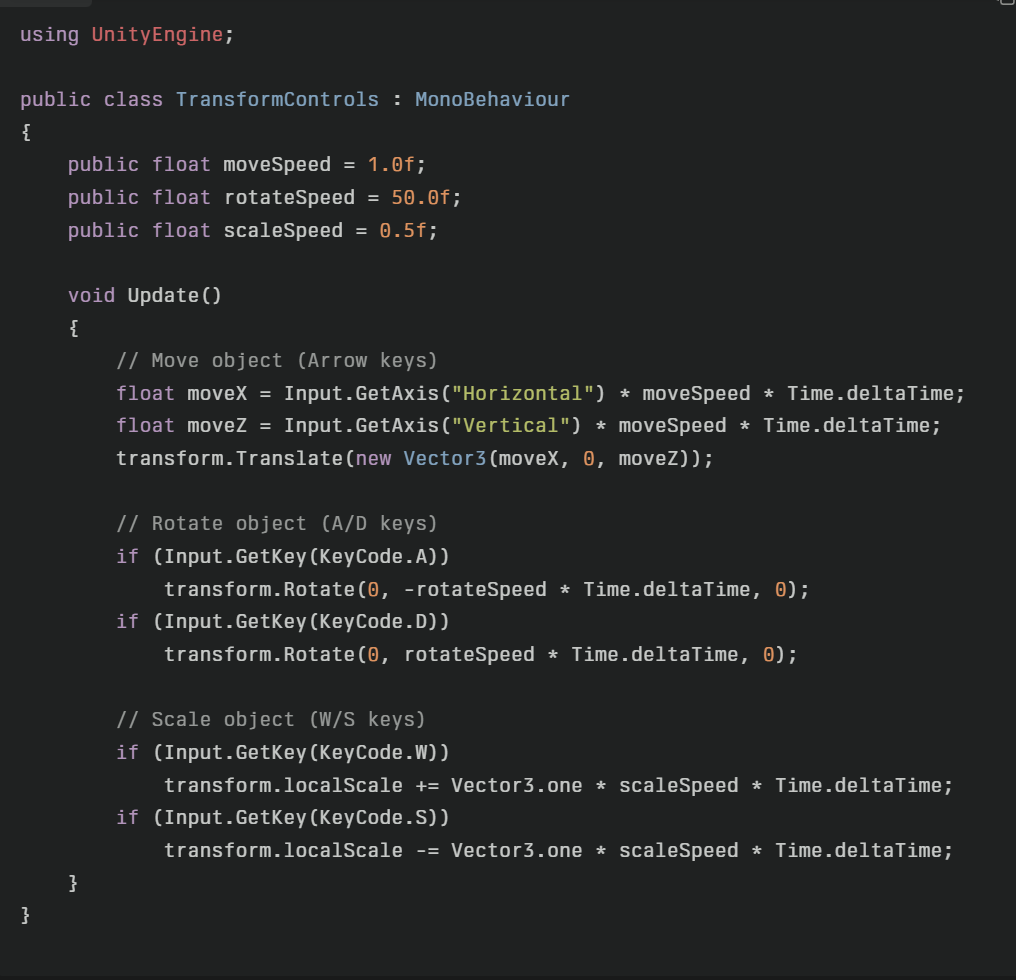 using UnityEngine;
public class TransformControls : MonoBehaviour
{
    public float moveSpeed = 1.0f;
    public float rotateSpeed = 50.0f;
    public float scaleSpeed = 0.5f;
    void Update()
    {
        // Move object (Arrow keys)
        float moveX = Input.GetAxis("Horizontal") * moveSpeed * Time.deltaTime;
        float moveZ = Input.GetAxis("Vertical") * moveSpeed * Time.deltaTime;
        transform.Translate(new Vector3(moveX, 0, moveZ));
        // Rotate object (A/D keys)
        if (Input.GetKey(KeyCode.A))
            transform.Rotate(0, -rotateSpeed * Time.deltaTime, 0);
        if (Input.GetKey(KeyCode.D))
            transform.Rotate(0, rotateSpeed * Time.deltaTime, 0);
        // Scale object (W/S keys)
        if (Input.GetKey(KeyCode.W))
            transform.localScale += Vector3.one * scaleSpeed * Time.deltaTime;
        if (Input.GetKey(KeyCode.S))
            transform.localScale -= Vector3.one * scaleSpeed * Time.deltaTime;
    }
}